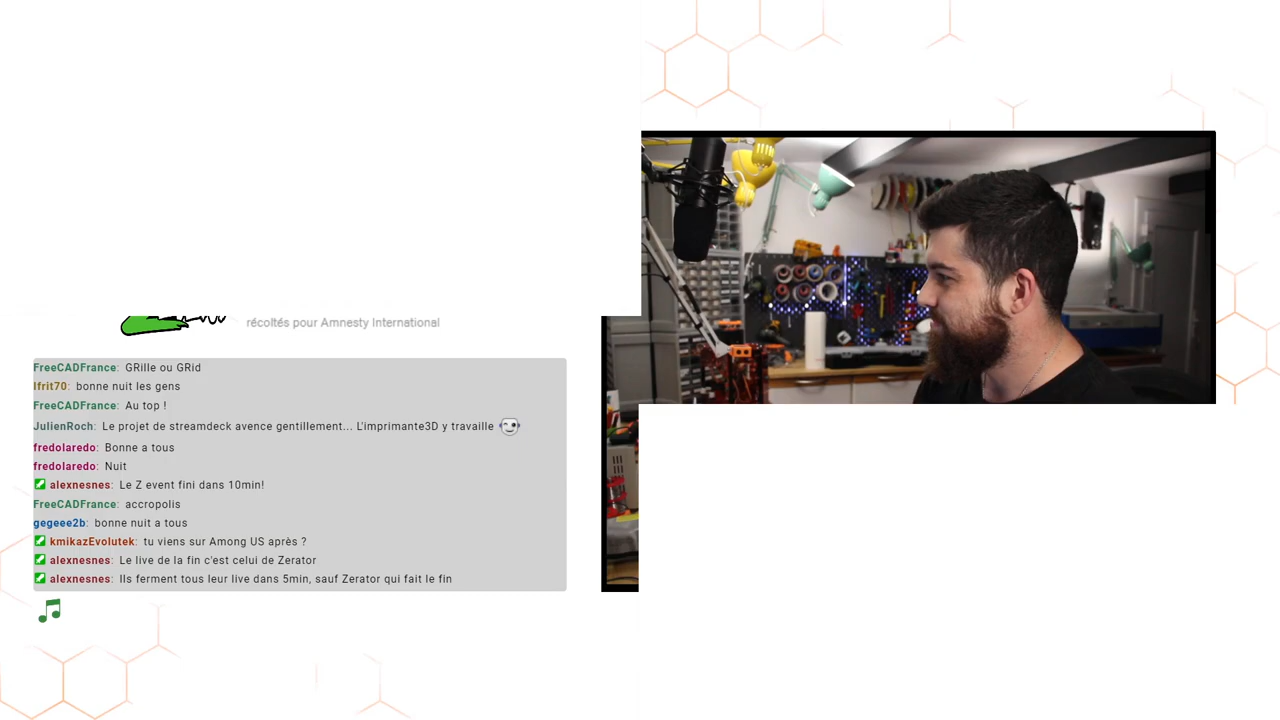 récoltés pour Amnesty International
FreeCADFrance: GRille ou GRid
Ifrit70: bonne nuit les gens
FreeCADFrance: Au top !
JulienRoch: Le projet de streamdeck avence gentillement... L'imprimante3D y travaille
fredolaredo: Bonne a tous
fredolaredo: Nuit
alexnesnes: Le Z event fini dans 10min!
FreeCADFrance: accropolis
gegeee2b: bonne nuit a tous
kmikazEvolutek: tu viens sur Among US après ?
alexnesnes: Le live de la fin c'est celui de Zerator
alexnesnes: Ils ferment tous leur live dans 5min, sauf Zerator qui fait le fin